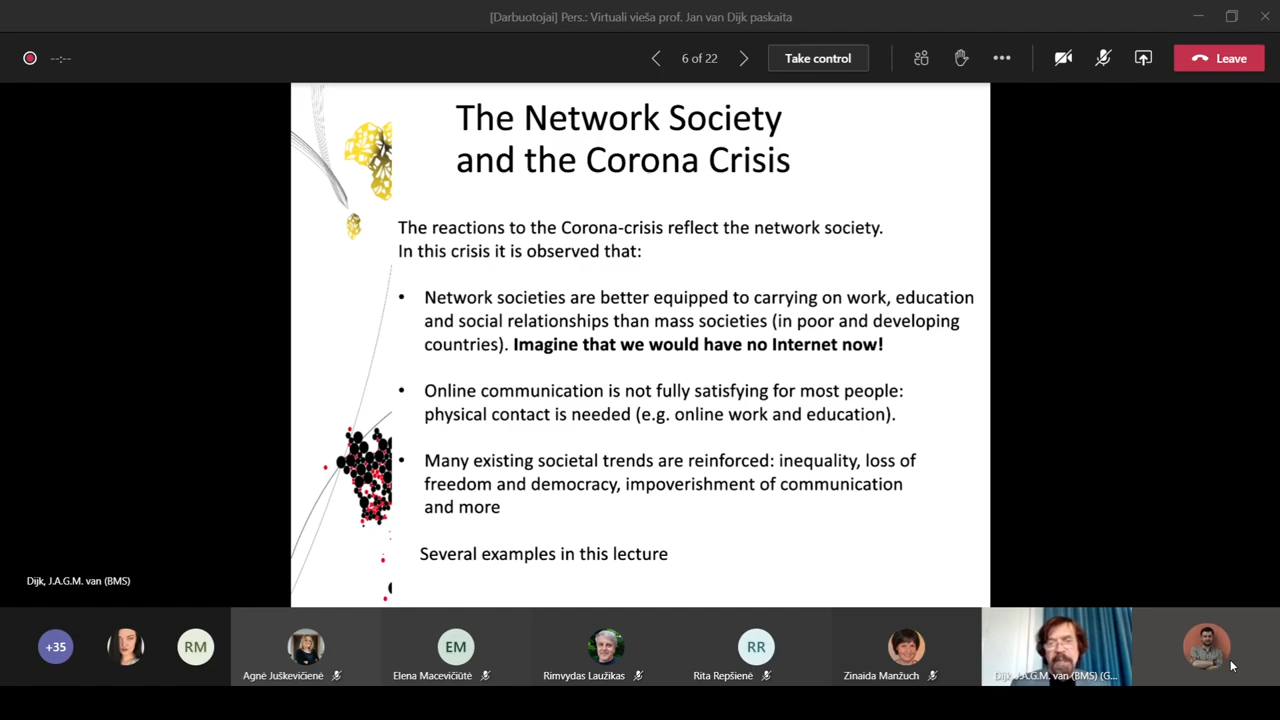 [Darbuotojai] Pers.: Virtuali vieša prof. Jan van Dijk paskaita
--:--
6 of 22
Take control
Leave
The Network Society
and the Corona Crisis
The reactions to the Corona-crisis reflect the network society.
In this crisis it is observed that:
• Network societies are better equipped to carrying on work, education
and social relationships than mass societies (in poor and developing
countries). Imagine that we would have no Internet now!
• Online communication is not fully satisfying for most people:
physical contact is needed (e.g. online work and education).
• Many existing societal trends are reinforced: inequality, loss of
freedom and democracy, impoverishment of communication
and more
Several examples in this lecture
Dijk, J.A.G.M. van (BMS)
+35
RM
EM
RR
Agnė Juškevičienė
Elena Macevičiūtė
Rimvydas Laužikas
Rita Repšienė
Zinaida Manžuch
Dijk, J.A.G.M. van (BMS) (G...